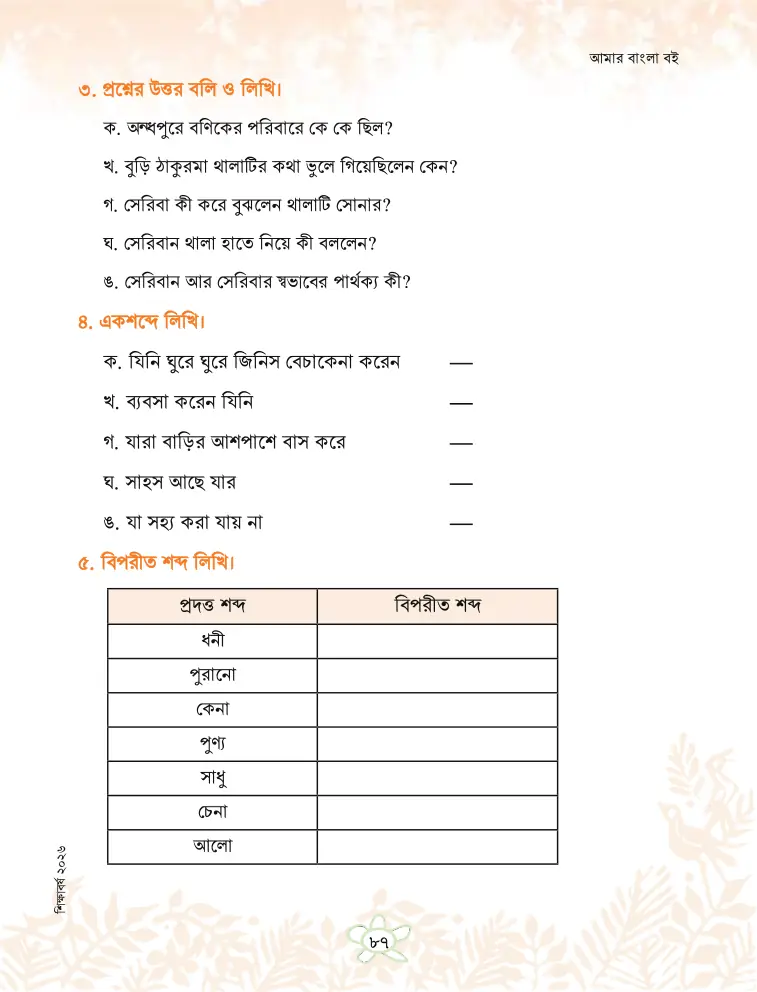 আমার বাংলা বই
৩. প্রশ্নের উত্তর বলি ও লিখি।
ক. অন্ধপুরে বণিকের পরিবারে কে কে ছিল?
খ. বুড়ি ঠাকুরমা থালাটির কথা ভুলে গিয়েছিলেন কেন?
গ. সেরিবা কী করে বুঝলেন থালাটি সোনার?
ঘ. সেরিবান থালা হাতে নিয়ে কী বললেন?
ঙ. সেরিবান আর সেরিবার স্বভাবের পার্থক্য কী?
৪. একশব্দে লিখি।
ক. যিনি ঘুরে ঘুরে জিনিস বেচাকেনা করেন —
খ. ব্যবসা করেন যিনি —
গ. যারা বাড়ির আশপাশে বাস করে —
ঘ. সাহস আছে যার —
ঙ. যা সহ্য করা যায় না —
৫. বিপরীত শব্দ লিখি।
প্রদত্ত শব্দ বিপরীত শব্দ
ধনী
পুরানো
কেনা
পুণ্য
সাধু
চেনা
আলো
শিক্ষাবর্ষ ২০২৬
৮৭